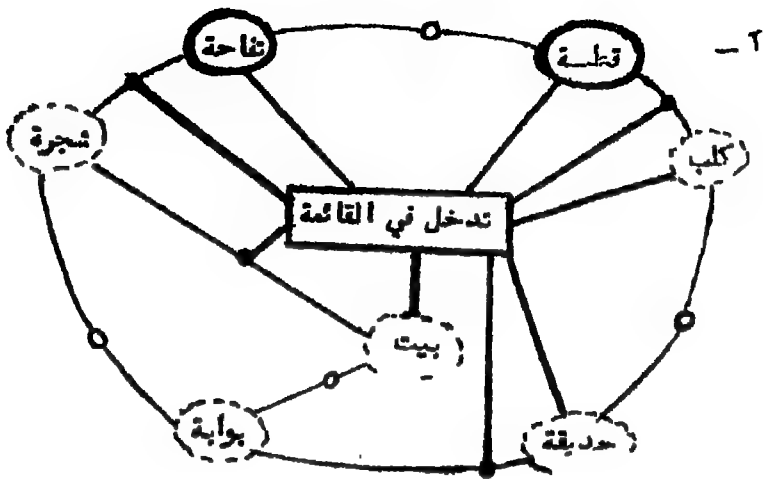 ٢ –
قطة
تفاحة
كلب
شجرة
تدخل في القائمة
بيت
بوابة
حديقة